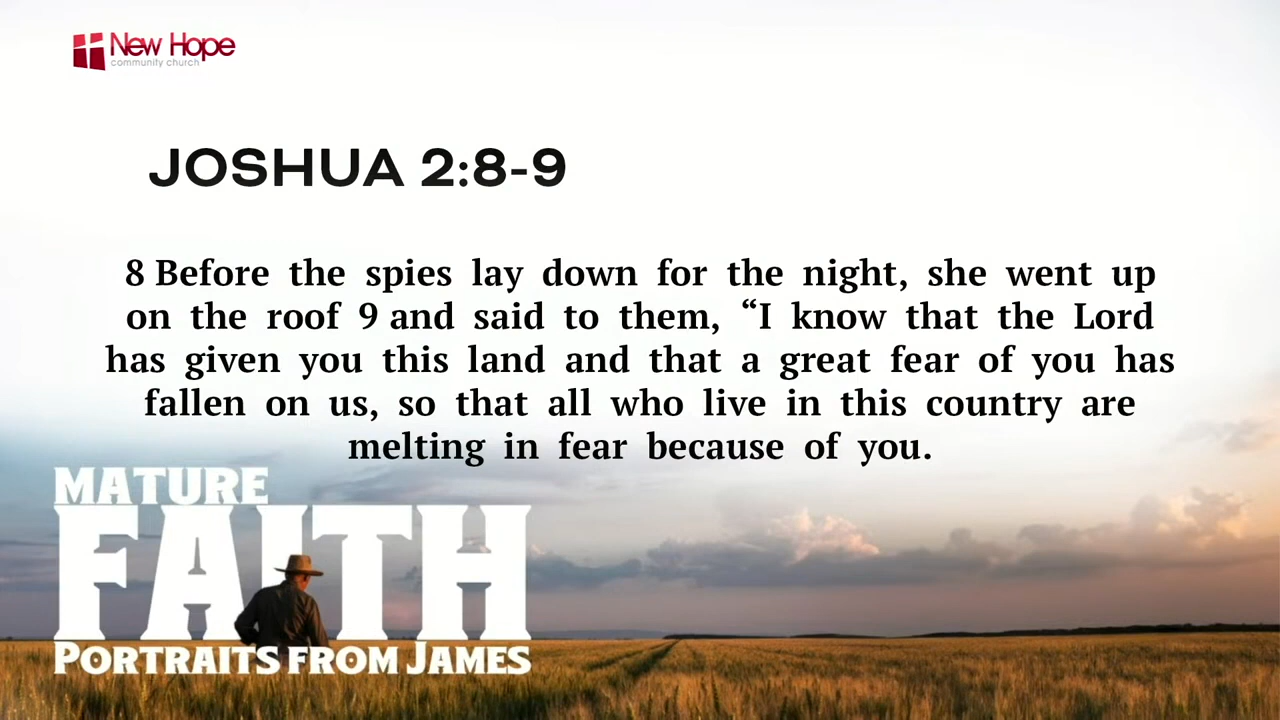 New Hope
community church
JOSHUA 2:8-9
8 Before the spies lay down for the night, she went up
on the roof 9 and said to them, “I know that the Lord
has given you this land and that a great fear of you has
fallen on us, so that all who live in this country are
melting in fear because of you.
MATURE
FAITH
PORTRAITS FROM JAMES